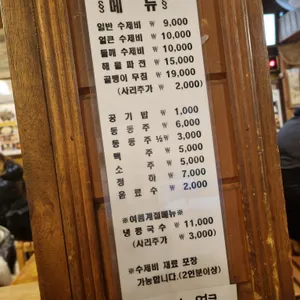 § 메 뉴 §
일반 수제비 ₩ 9,000
얼큰 수제비 ₩ 10,000
들깨 수제비 ₩ 10,000
해물파전 ₩ 15,000
골뱅이 무침 ₩ 19,000
(사리추가 ₩ 2,000)
공기밥 ₩ 1,000
동동주 ₩ 6,000
동동주 ½ ₩ 3,000
맥주 ₩ 5,000
소주 ₩ 5,000
청하 ₩ 7,000
음료수 ₩ 2,000
※여름계절메뉴※
냉콩국수 ₩ 11,000
(사리추가 ₩ 3,000)
※수제비 재료 포장
가능합니다.(2인분이상)